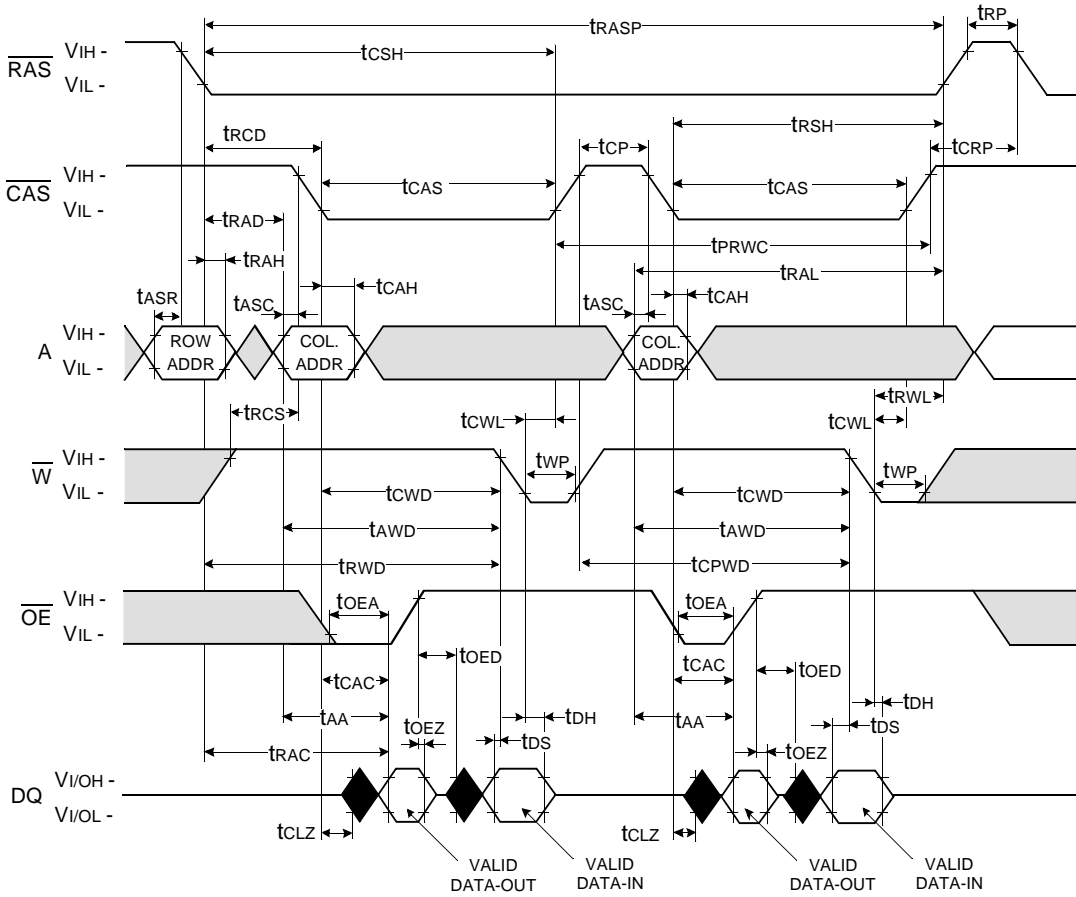 tRASP
tRP
RAS
VIH -
VIL -
tCSH
tRCD
tRSH
tCP
tCRP
CAS
VIH -
VIL -
tCAS
tCAS
tRAD
tPRWC
tRAH
tRAL
tASR
tASC
tCAH
tASC
tCAH
A
VIH -
VIL -
ROW
ADDR
COL.
ADDR
COL.
ADDR
tRCS
tCWL
tRWL
tCWL
W
VIH -
VIL -
tWP
tWP
tCWD
tCWD
tAWD
tAWD
tRWD
tCPWD
OE
VIH -
VIL -
tOEA
tOEA
tCAC
tOED
tCAC
tOED
tAA
tOEZ
tDH
tDS
tAA
tOEZ
tDH
tDS
tRAC
DQ
VI/OH -
VI/OL -
tCLZ
tCLZ
VALID
DATA-OUT
VALID
DATA-IN
VALID
DATA-OUT
VALID
DATA-IN